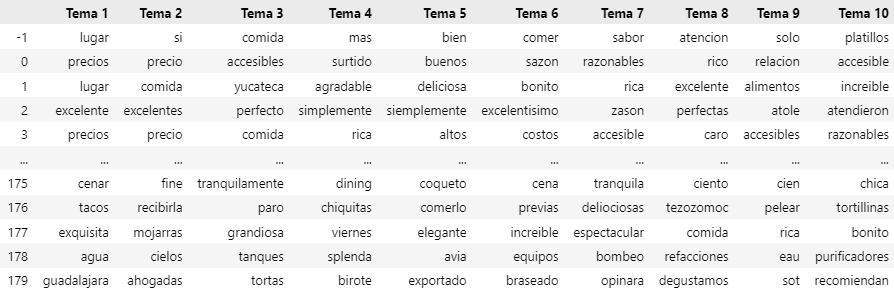 Tema 1 Tema 2 Tema 3 Tema 4 Tema 5 Tema 6 Tema 7 Tema 8 Tema 9 Tema 10
-1 lugar si comida mas bien comer sabor atencion solo platillos
0 precios precio accesibles surtido buenos sazon razonables rico relacion accesible
1 lugar comida yucateca agradable deliciosa bonito rica excelente alimentos increible
2 excelente excelentes perfecto simplemente siemplemente excelentisimo zason perfectas atole atendieron
3 precios precio comida rica altos costos accesible caro accesibles razonables
... ... ... ... ... ... ... ... ... ... ...
175 cenar fine tranquilamente dining coqueto cena tranquila ciento cien chica
176 tacos recibirla paro chiquitas comerlo previas deliociosas tezozomoc pelear tortillinas
177 exquisita mojarras grandiosa viernes elegante increible espectacular comida rica bonito
178 agua cielos tanques splenda avia equipos bombeo refacciones eau purificadores
179 guadalajara ahogadas tortas birote exportado braseado opinara degustamos sot recomiendan